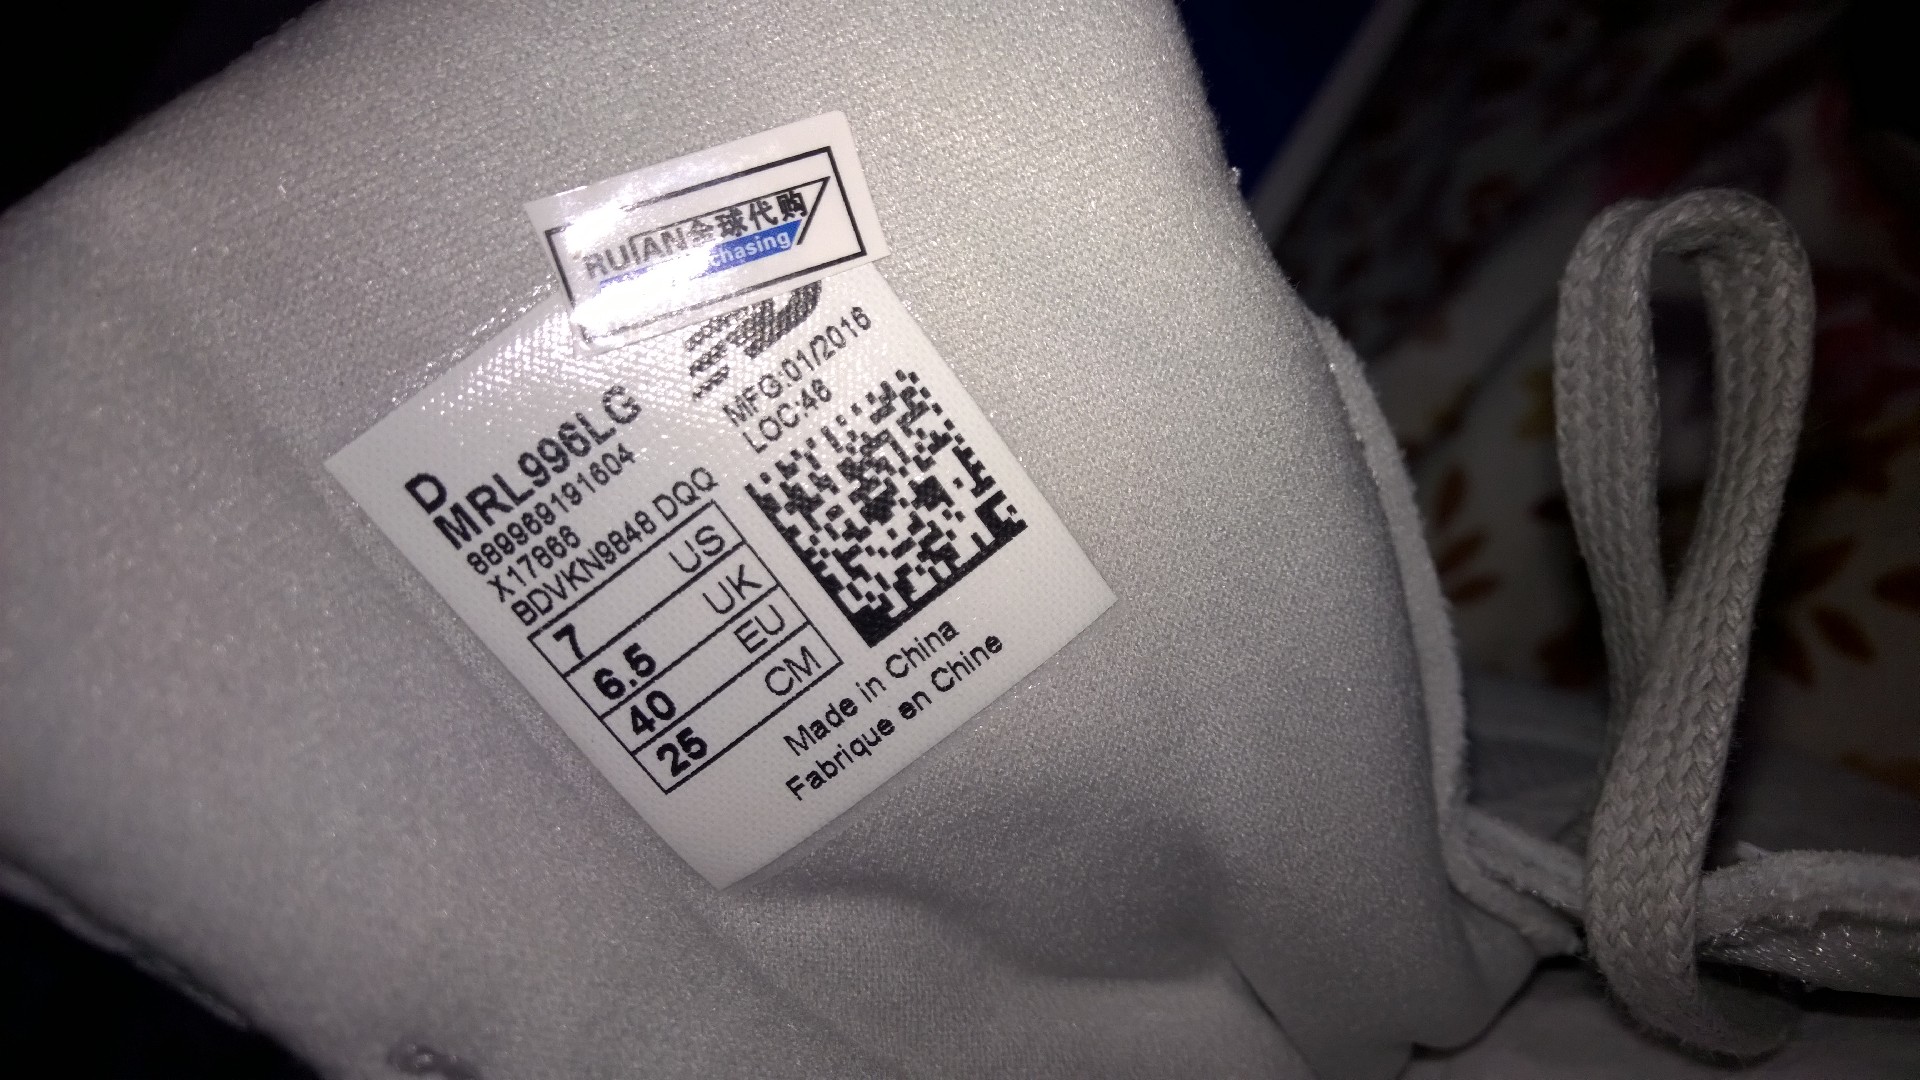 RUIAN全球代购
chasing
MFG:01/2016
LOC:46
D
MRL996LG
889969191604
X17866
BDVKN9848 DQQ
7 US
6.5 UK
40 EU
25 CM
Made in China
Fabrique en Chine